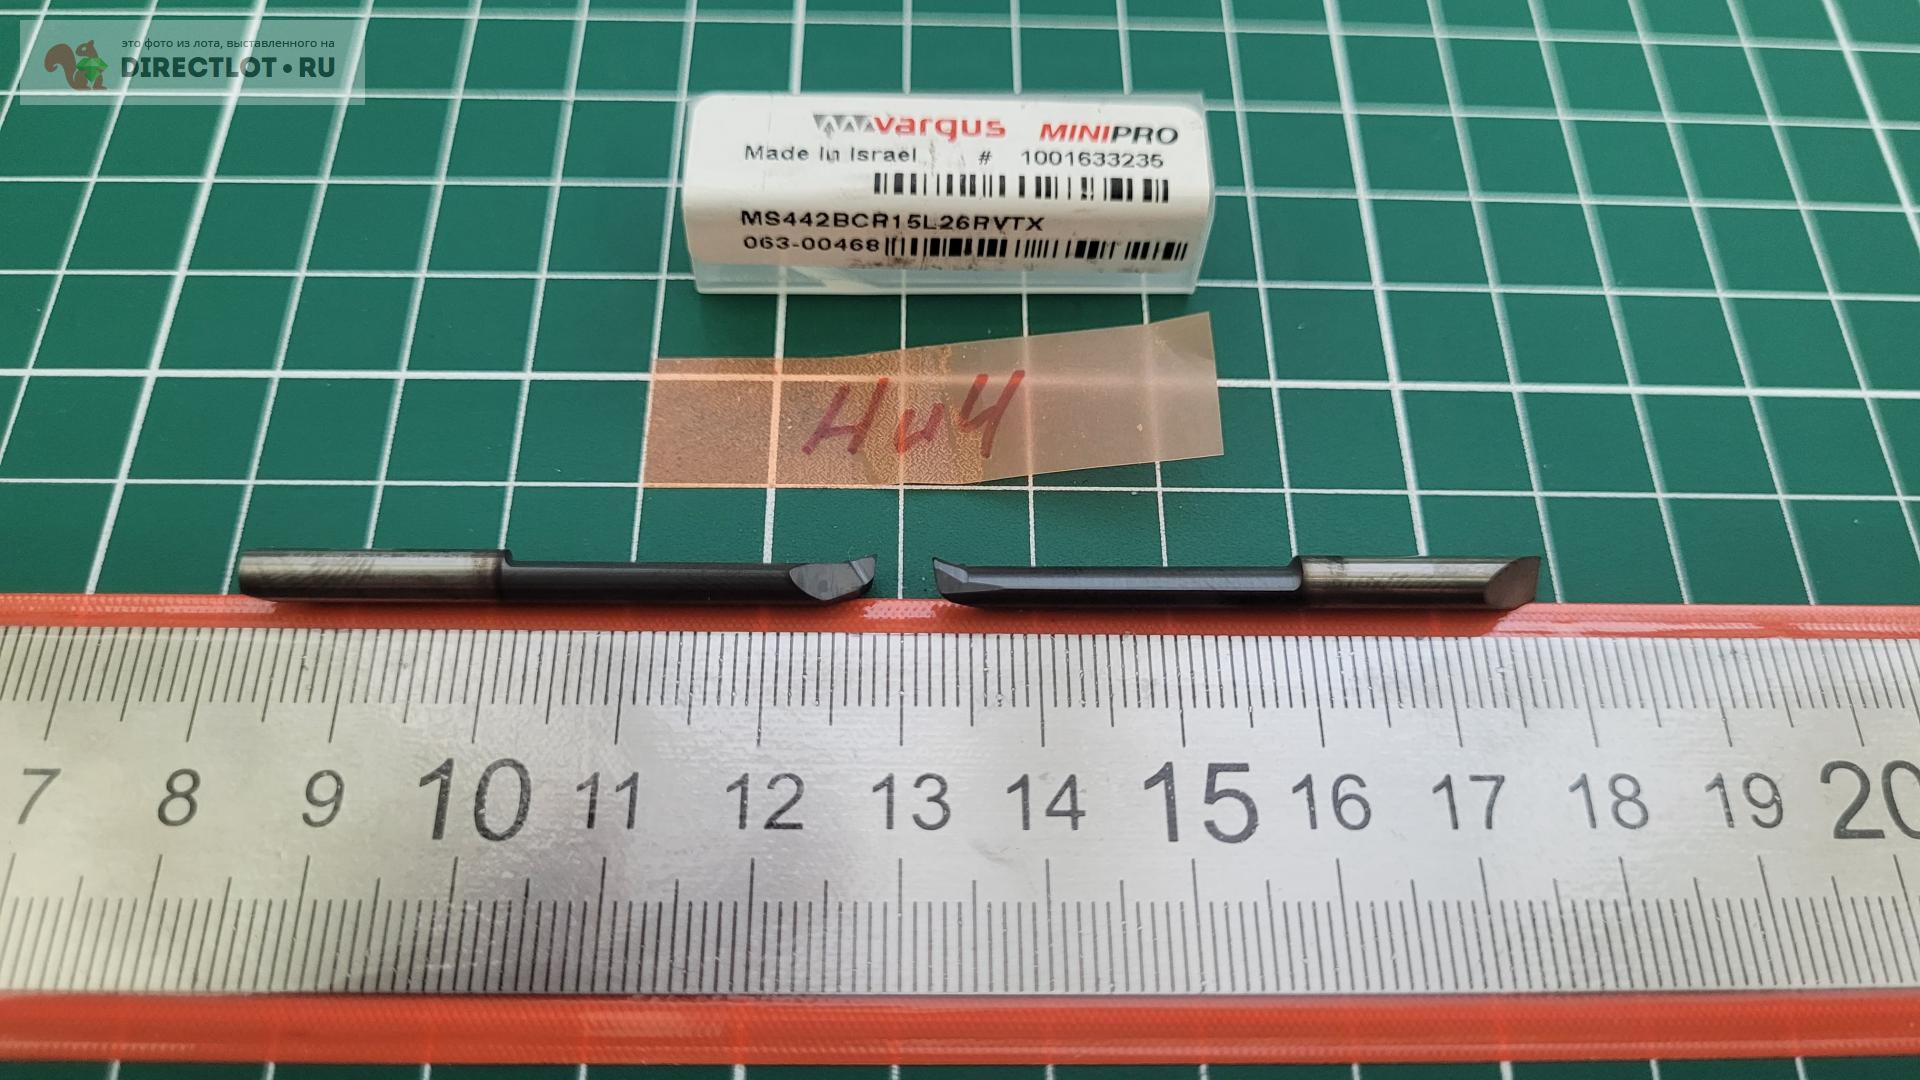 это фото из лота, выставленного на
DIRECTLOT•RU
vargus MINIPRO
Made In Israel # 1001633235
MS442BCR15L26RVTX
063-00468
7 8 9 10 11 12 13 14 15 16 17 18 19 20